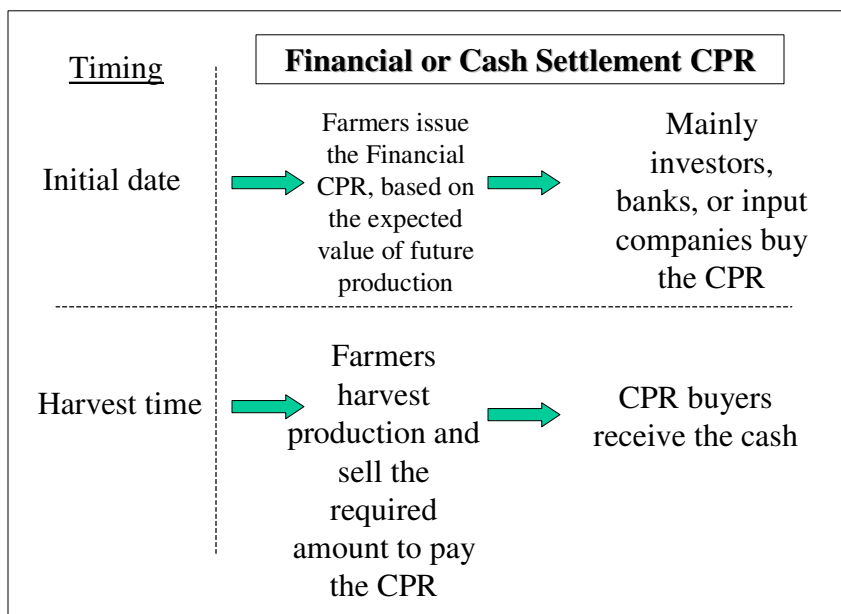 Timing
Financial or Cash Settlement CPR
Initial date
Farmers issue
the Financial
CPR, based on
the expected
value of future
production
Mainly
investors,
banks, or input
companies buy
the CPR
Harvest time
Farmers
harvest
production and
sell the
required
amount to pay
the CPR
CPR buyers
receive the cash